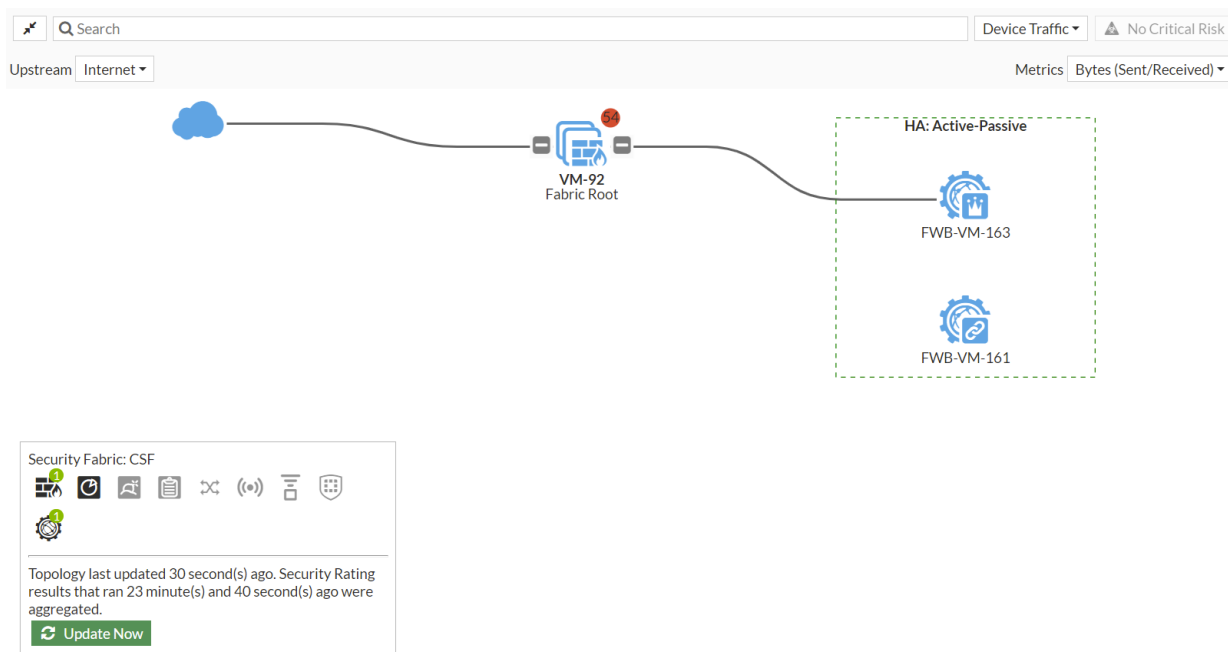 Search
Device Traffic
No Critical Risk
Upstream
Internet
Metrics
Bytes (Sent/Received)
54
HA: Active-Passive
VM-92
Fabric Root
FWB-VM-163
FWB-VM-161
Security Fabric: CSF
1
1
Topology last updated 30 second(s) ago. Security Rating
results that ran 23 minute(s) and 40 second(s) ago were
aggregated.
Update Now